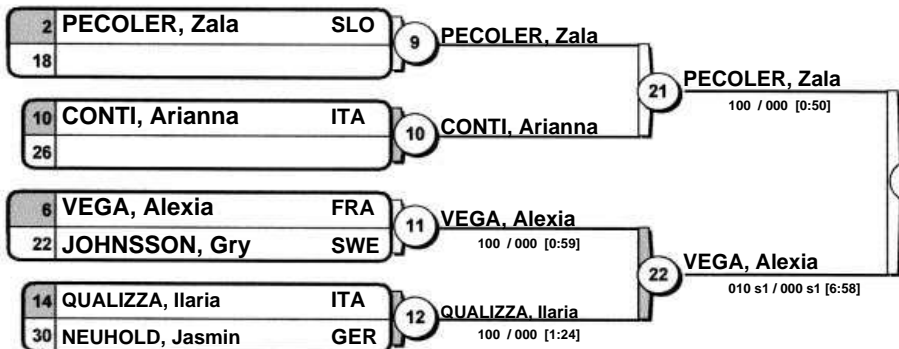 2 PECOLER, Zala SLO
18
9 PECOLER, Zala
21 PECOLER, Zala
100 / 000 [0:50]
10 CONTI, Arianna ITA
26
10 CONTI, Arianna
6 VEGA, Alexia FRA
22 JOHNSSON, Gry SWE
11 VEGA, Alexia
100 / 000 [0:59]
22 VEGA, Alexia
010 s1 / 000 s1 [6:58]
14 QUALIZZA, Ilaria ITA
30 NEUHOLD, Jasmin GER
12 QUALIZZA, Ilaria
100 / 000 [1:24]